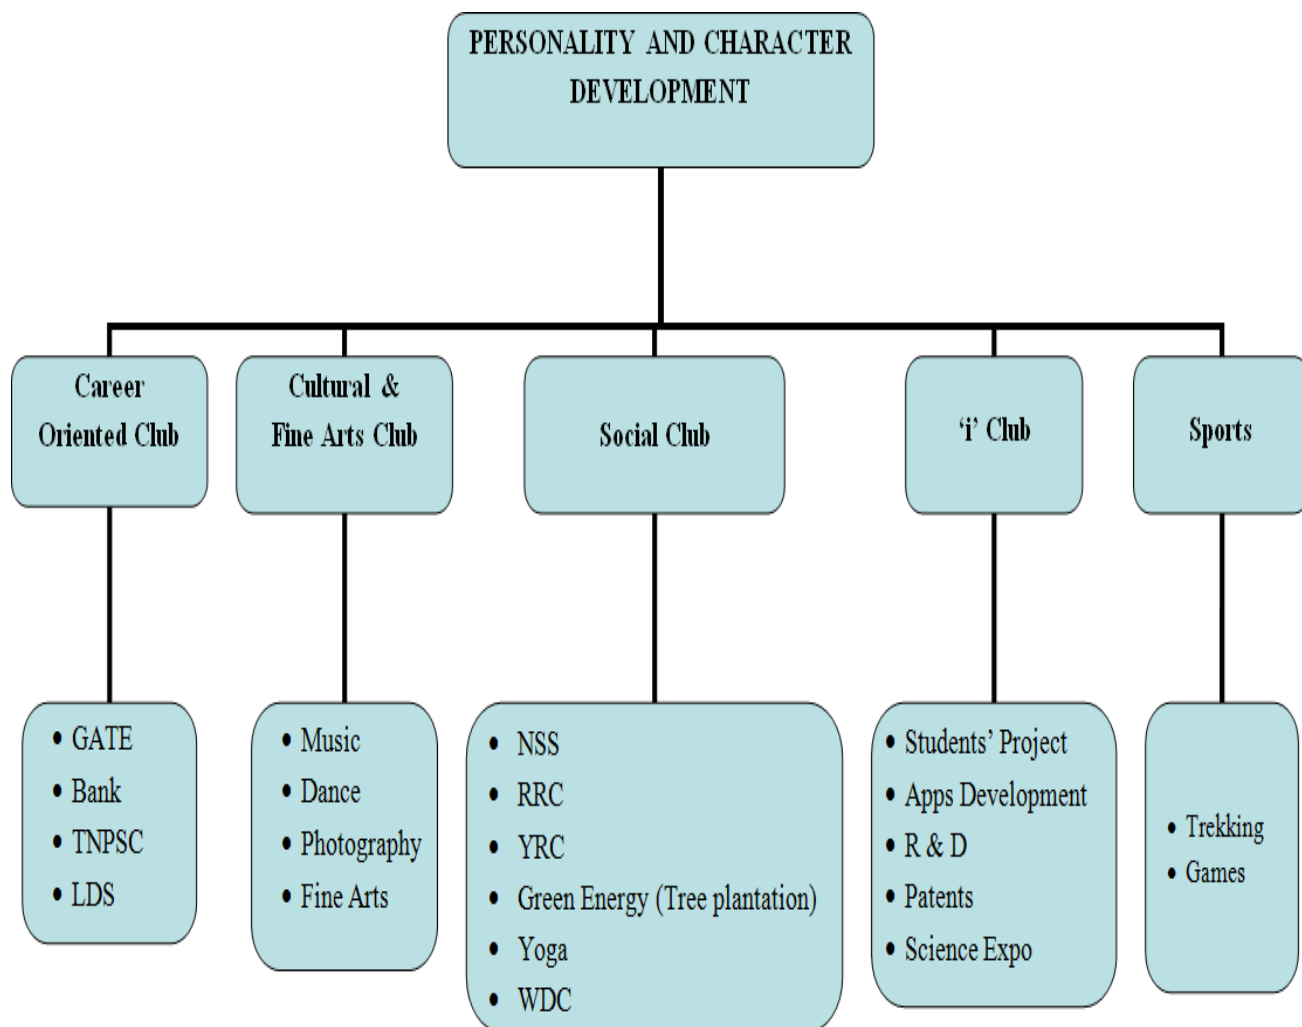 PERSONALITY AND CHARACTER
DEVELOPMENT
Career
Oriented Club
Cultural &
Fine Arts Club
Social Club
‘i’ Club
Sports
• GATE
• Bank
• TNPSC
• LDS
• Music
• Dance
• Photography
• Fine Arts
• NSS
• RRC
• YRC
• Green Energy (Tree plantation)
• Yoga
• WDC
• Students’ Project
• Apps Development
• R & D
• Patents
• Science Expo
• Trekking
• Games